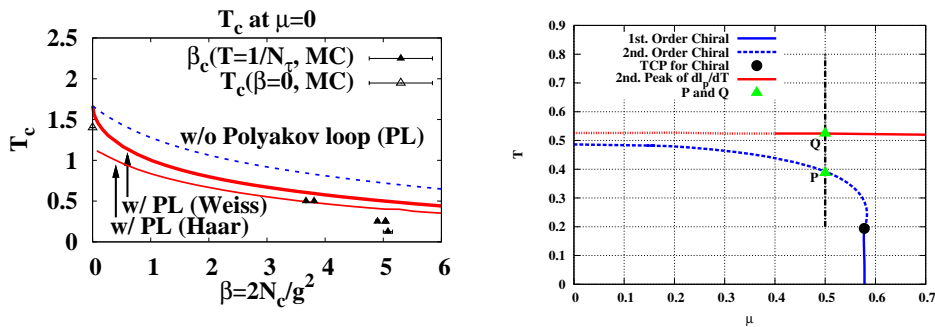 T_c at μ=0
2.5
2
1.5
1
0.5
0
T_c
β_c(T=1/N_τ, MC)
T_c(β=0, MC)
w/o Polyakov loop (PL)
w/ PL (Weiss)
w/ PL (Haar)
0 1 2 3 4 5 6
β=2N_c/g^2
0.9
0.8
0.7
0.6
0.5
0.4
0.3
0.2
0.1
0
T
1st. Order Chiral
2nd. Order Chiral
TCP for Chiral
2nd. Peak of dl_p/dT
P and Q
Q
P
0 0.1 0.2 0.3 0.4 0.5 0.6 0.7
μ